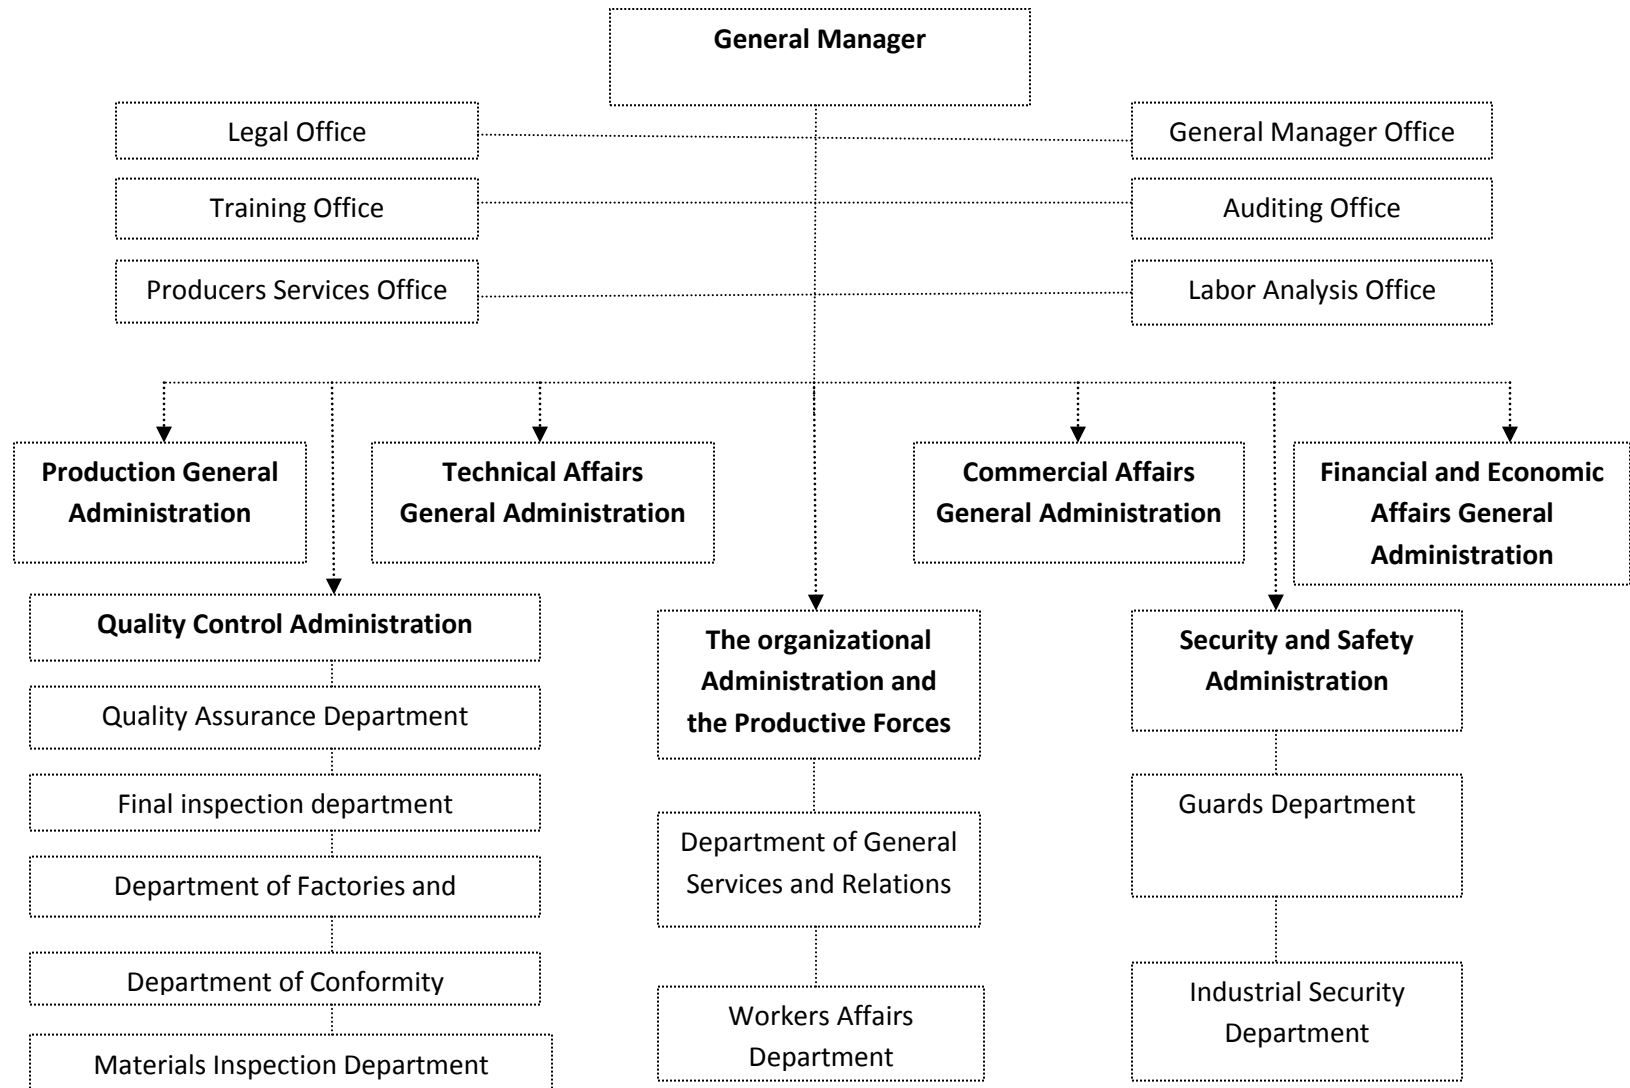 General Manager
Legal Office
General Manager Office
Training Office
Auditing Office
Producers Services Office
Labor Analysis Office
Production General
Administration
Technical Affairs
General Administration
Commercial Affairs
General Administration
Financial and Economic
Affairs General
Administration
Quality Control Administration
The organizational
Administration and
the Productive Forces
Security and Safety
Administration
Quality Assurance Department
Final inspection department
Department of Factories and
Department of Conformity
Materials Inspection Department
Department of General
Services and Relations
Workers Affairs
Department
Guards Department
Industrial Security
Department